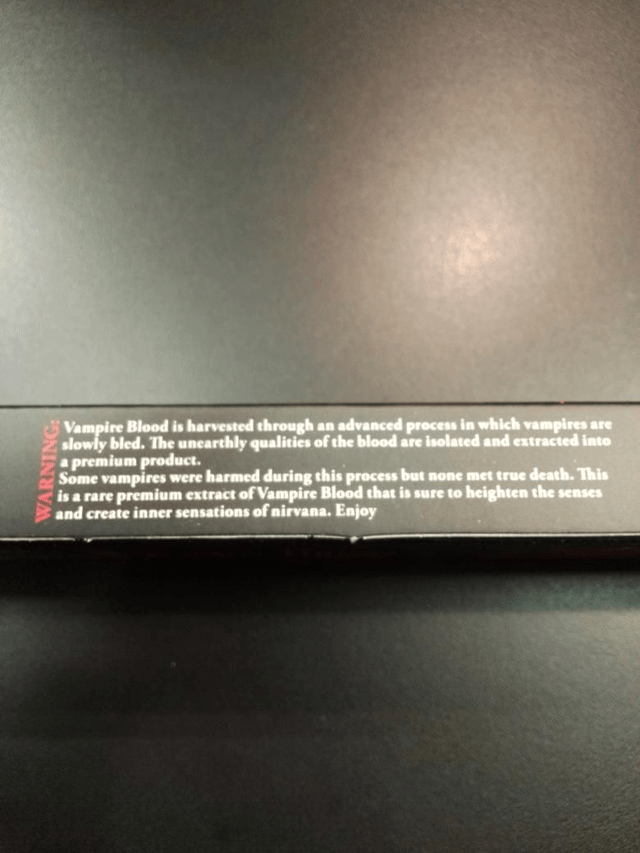 WARNING:
Vampire Blood is harvested through an advanced process in which vampires are
slowly bled. The unearthly qualities of the blood are isolated and extracted into
a premium product.
Some vampires were harmed during this process but none met true death. This
is a rare premium extract of Vampire Blood that is sure to heighten the senses
and create inner sensations of nirvana. Enjoy